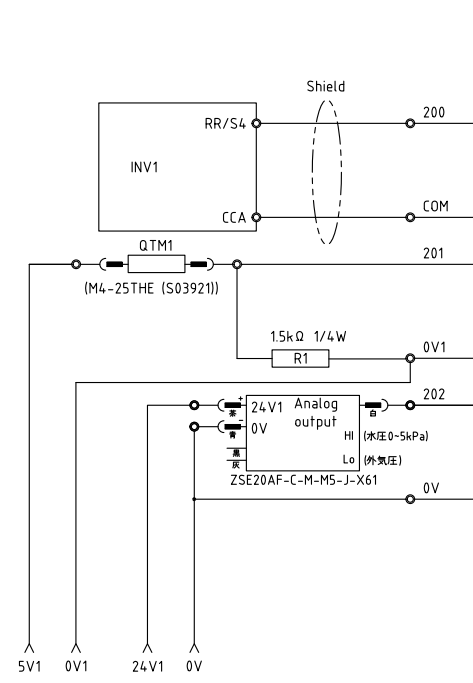 Shield
RR/S4
200
INV1
CCA
COM
QTM1
201
(M4-25THE (S03921))
1.5kΩ 1/4W
R1
0V1
202
+
24V1
Analog
output
茶
白
-
0V
青
HI (水圧0~5kPa)
黒
Lo (外気圧)
灰
ZSE20AF-C-M-M5-J-X61
0V
5V1
0V1
24V1
0V